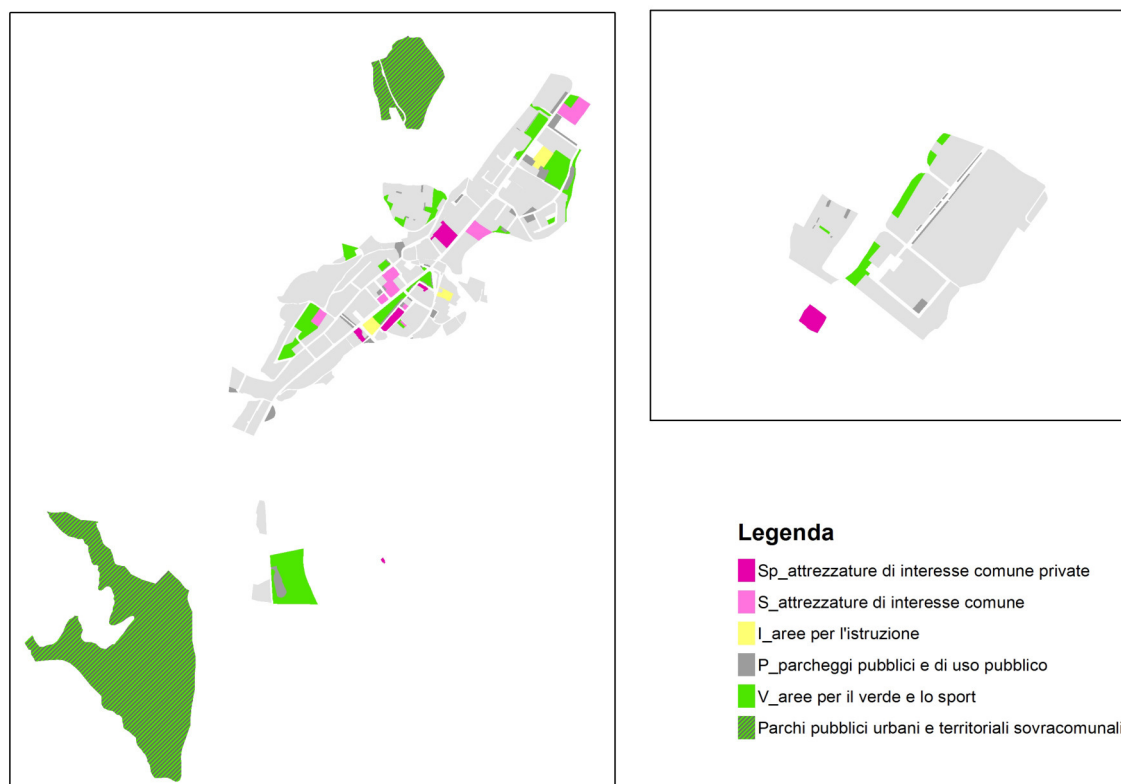 Legenda
Sp_attrezzature di interesse comune private
S_attrezzature di interesse comune
I_aree per l'istruzione
P_parcheggi pubblici e di uso pubblico
V_aree per il verde e lo sport
Parchi pubblici urbani e territoriali sovracomunali